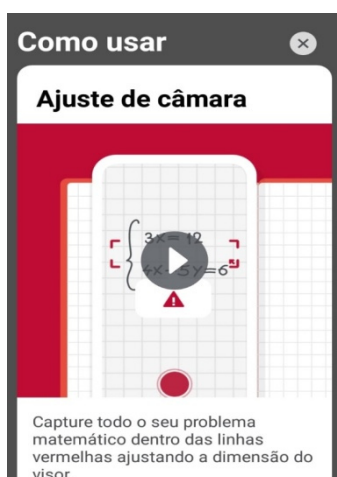 Como usar
Ajuste de câmara
3x = 12
4x - 5y = 6
Capture todo o seu problema
matemático dentro das linhas
vermelhas ajustando a dimensão do
visor